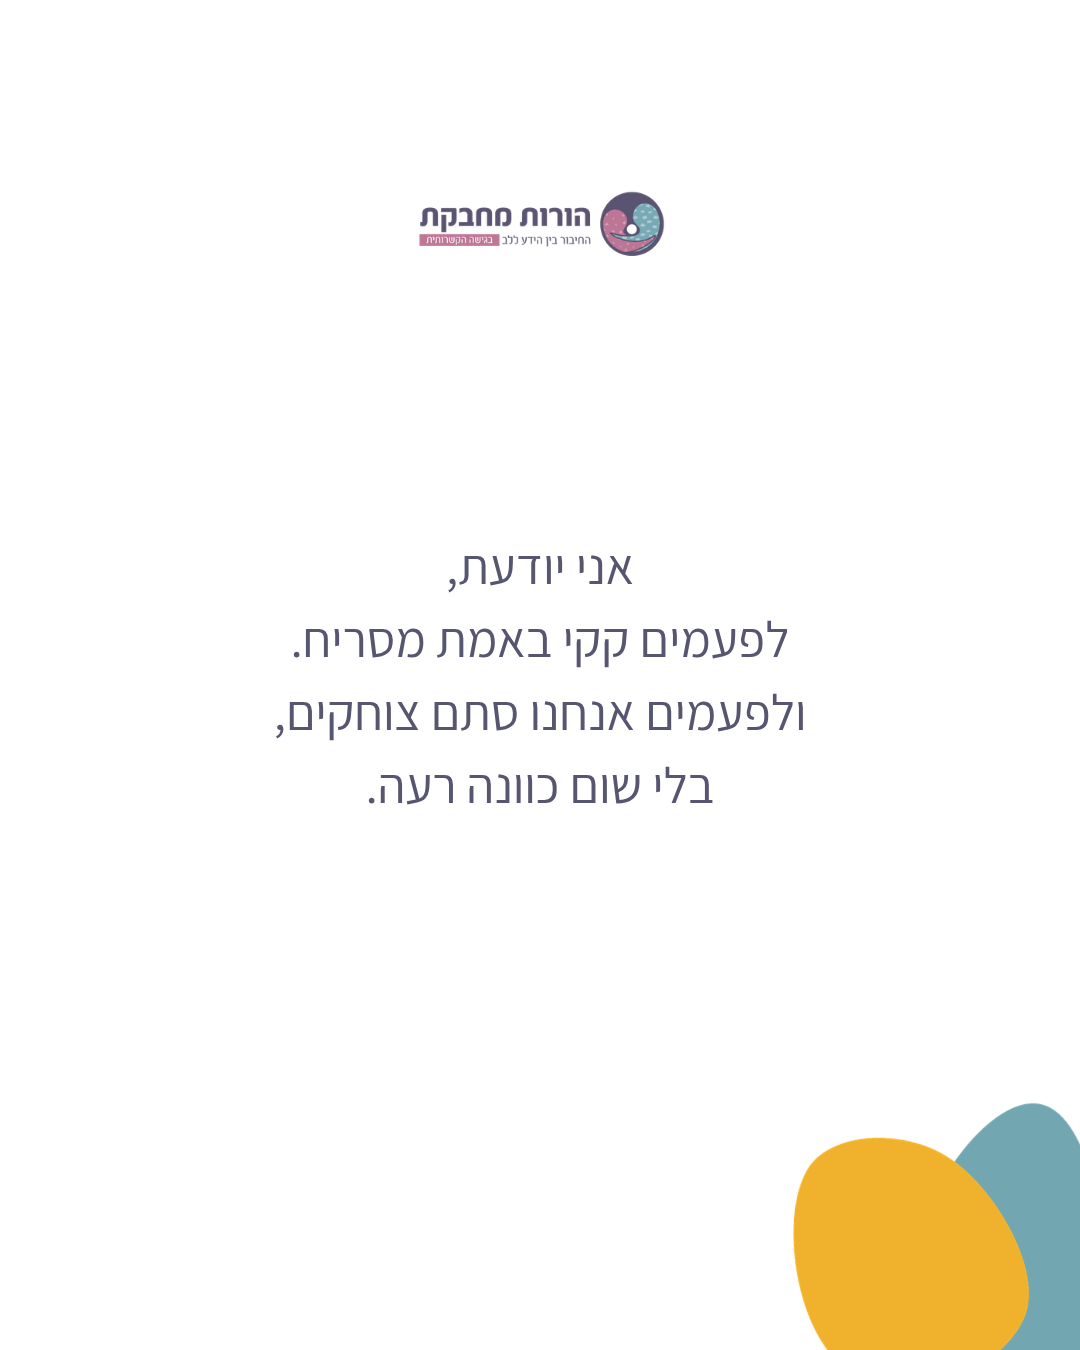 הורות מחבקת
החיבור בין הידע ללב בגישה הקשרותית
אני יודעת,
לפעמים קקי באמת מסריח.
ולפעמים אנחנו סתם צוחקים,
בלי שום כוונה רעה.